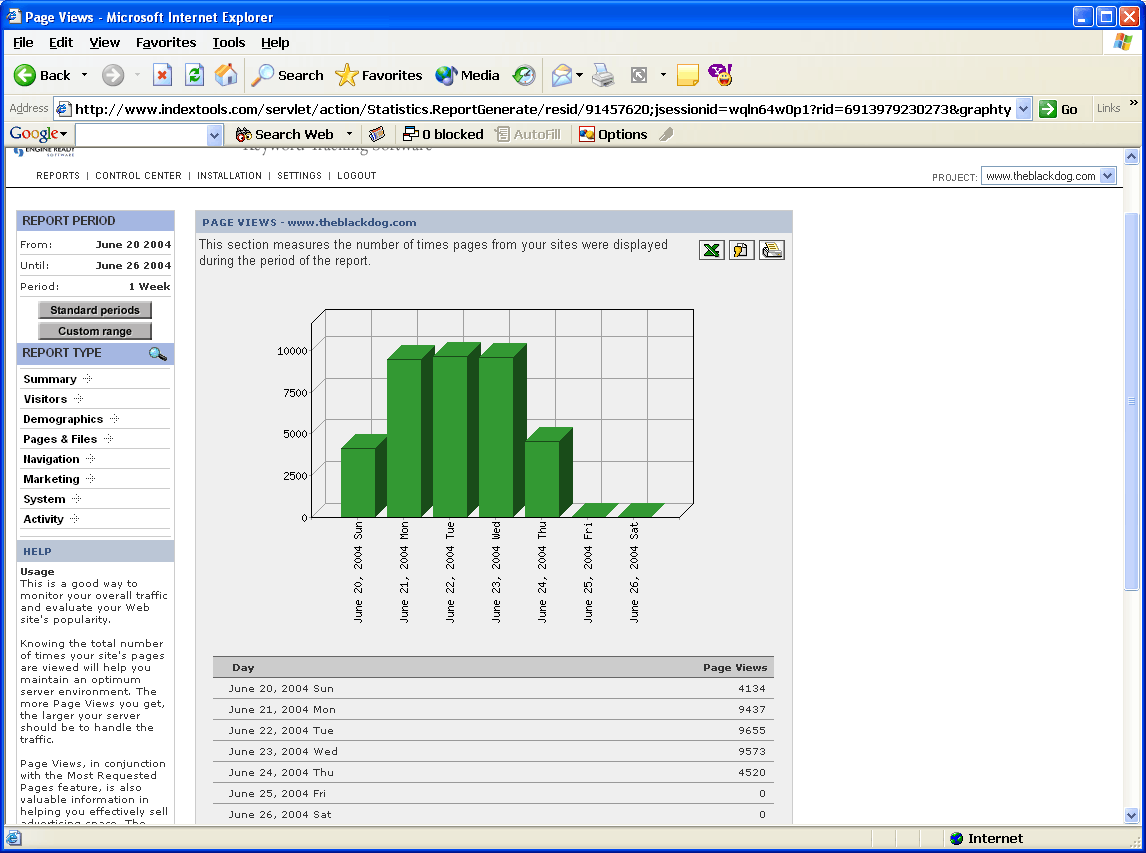 Page Views - Microsoft Internet Explorer
File Edit View Favorites Tools Help
Back Search Favorites Media
Address http://www.indextools.com/servlet/action/Statistics.ReportGenerate/resid/91457620;jsessionid=wqln64w0p1?rid=6913979230273&graphty Go Links »
Google Search Web 0 blocked AutoFill Options
ENGINE READY
SOFTWARE
Keyword Tracking Software
REPORTS | CONTROL CENTER | INSTALLATION | SETTINGS | LOGOUT
PROJECT: www.theblackdog.com
REPORT PERIOD
From: June 20 2004
Until: June 26 2004
Period: 1 Week
Standard periods
Custom range
REPORT TYPE
Summary
Visitors
Demographics
Pages & Files
Navigation
Marketing
System
Activity
HELP
Usage
This is a good way to
monitor your overall traffic
and evaluate your Web
site's popularity.
Knowing the total number
of times your site's pages
are viewed will help you
maintain an optimum
server environment. The
more Page Views you get,
the larger your server
should be to handle the
traffic.
Page Views, in conjunction
with the Most Requested
Pages feature, is also
valuable information in
helping you effectively sell
advertising space. The
PAGE VIEWS - www.theblackdog.com
This section measures the number of times pages from your sites were displayed
during the period of the report.
10000
7500
5000
2500
0
June 20, 2004 Sun
June 21, 2004 Mon
June 22, 2004 Tue
June 23, 2004 Wed
June 24, 2004 Thu
June 25, 2004 Fri
June 26, 2004 Sat
Day Page Views
June 20, 2004 Sun 4134
June 21, 2004 Mon 9437
June 22, 2004 Tue 9655
June 23, 2004 Wed 9573
June 24, 2004 Thu 4520
June 25, 2004 Fri 0
June 26, 2004 Sat 0
Internet